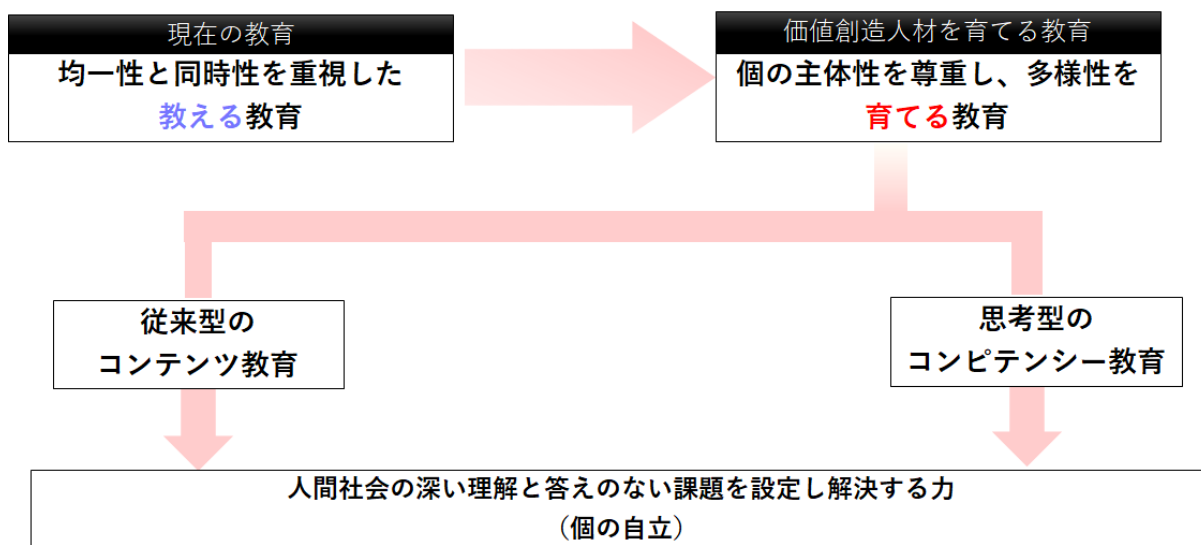 現在の教育
均一性と同時性を重視した
教える教育
価値創造人材を育てる教育
個の主体性を尊重し、多様性を
育てる教育
従来型の
コンテンツ教育
思考型の
コンピテンシー教育
人間社会の深い理解と答えのない課題を設定し解決する力
（個の自立）